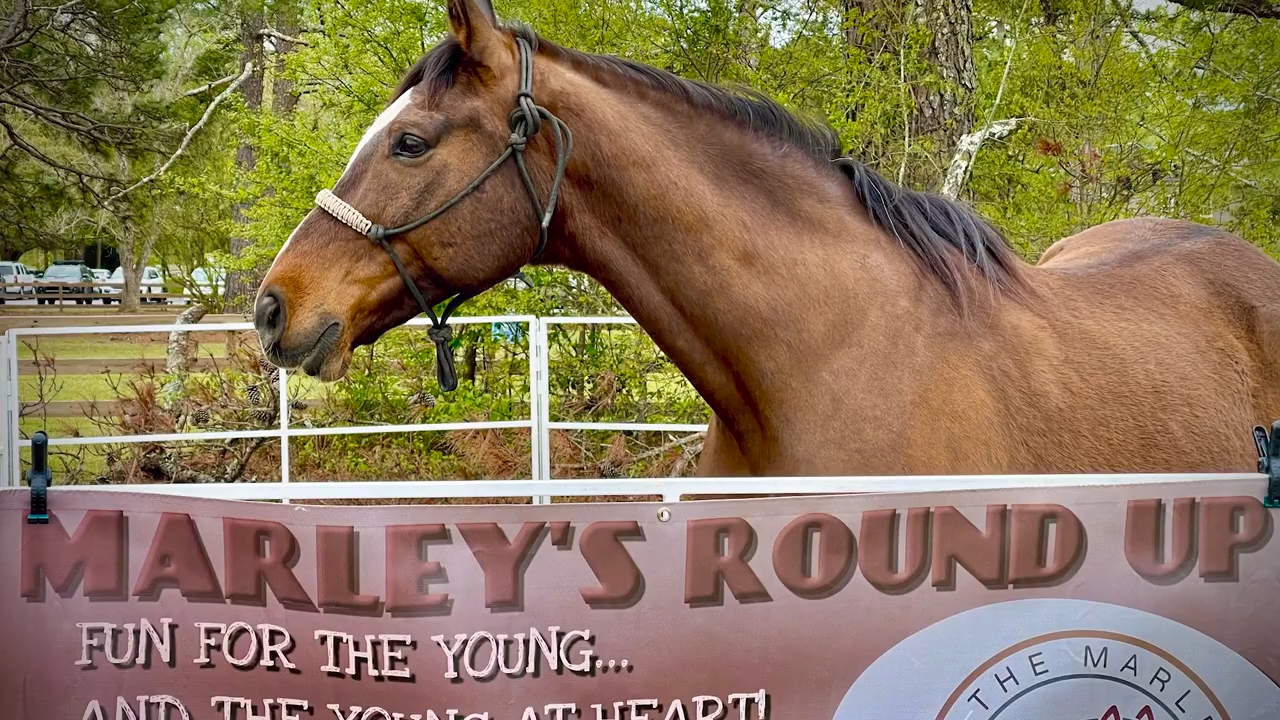 MARLEY'S ROUND UP
FUN FOR THE YOUNG...
AND THE YOUNG AT HEART!
THE MARL